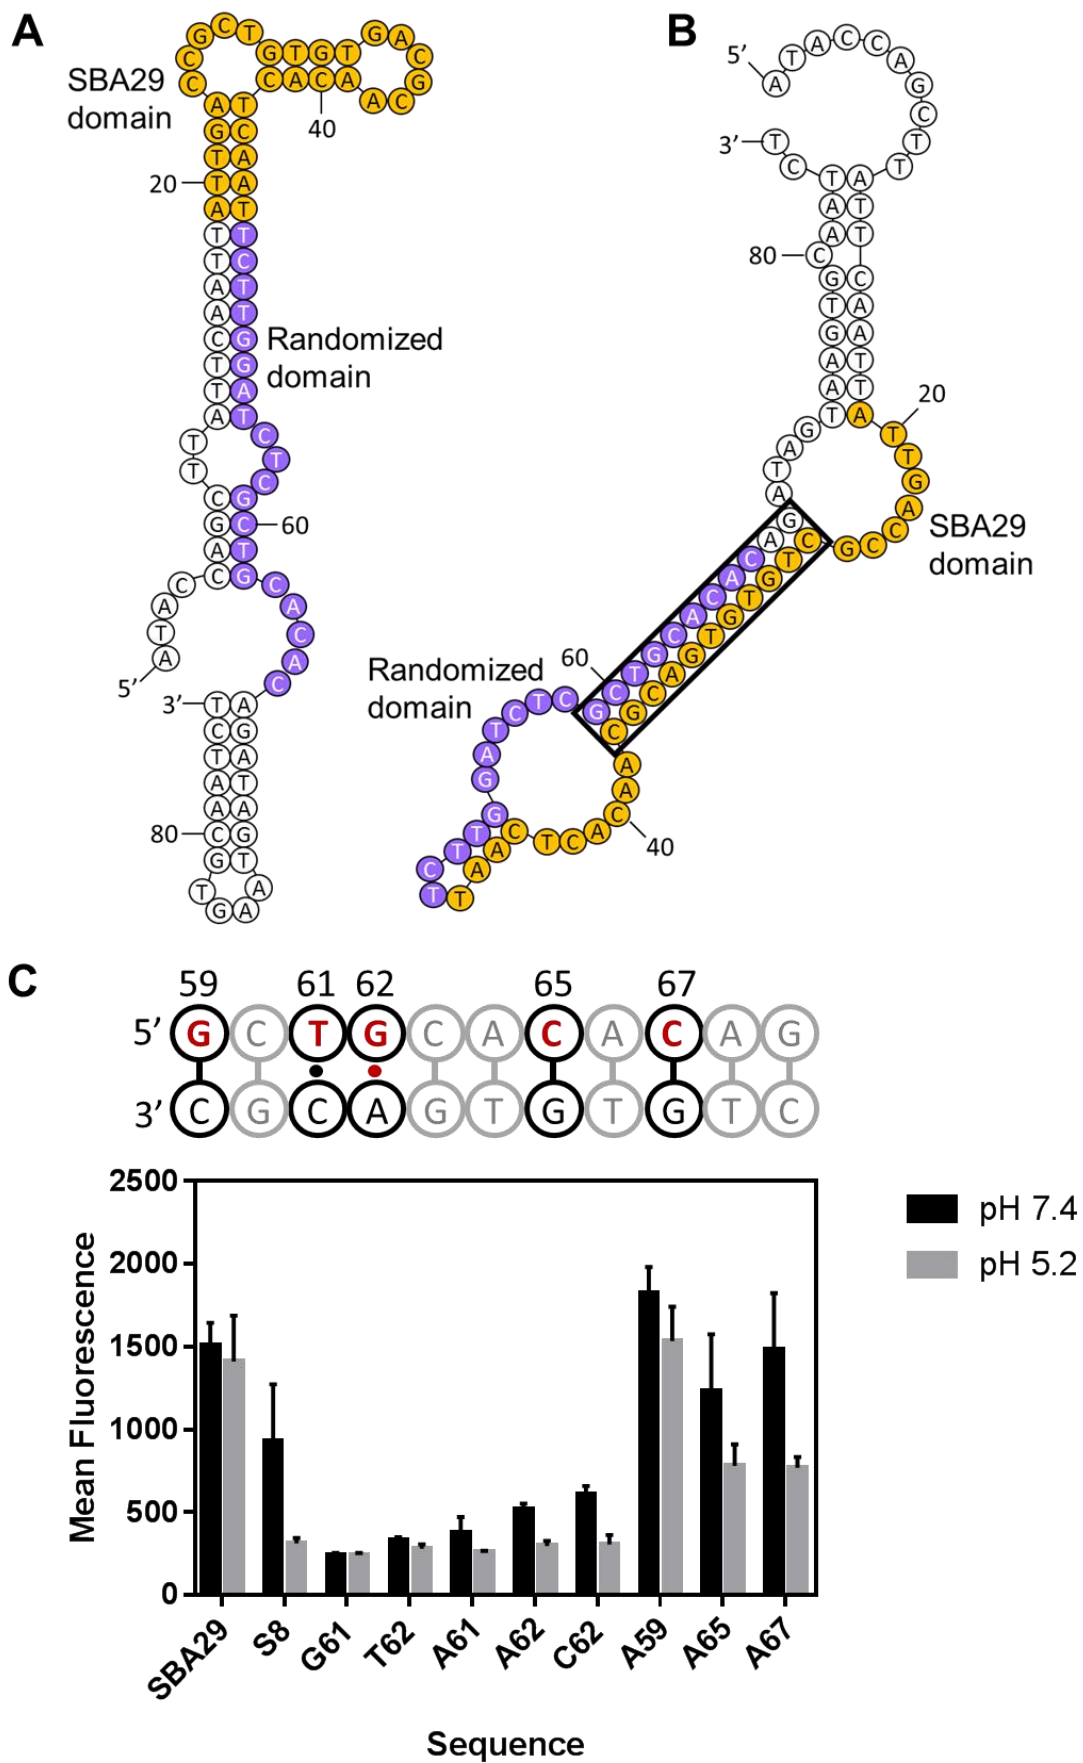 A
SBA29
domain
20
40
Randomized
domain
60
5’
3’
80
ATACCAGCTTATTCAATTATTGACCGCTGTGTGACGCAACACTCAATTCTTGGATCTCGCTGCACACAGATAGTAAGTGCAATCT
B
5’
3’
80
20
SBA29
domain
Randomized
domain
60
40
ATACCAGCTTATTCAATTATTGACCGCTGTGTGACGCAACACTCAATTCTTGGATCTCGCTGCACACAGATAGTAAGTGCAATCT
C
59 61 62 65 67
5’ G C T G C A C A C A G
3’ C G C A G T G T G T C
2500
2000
1500
1000
500
0
Mean Fluorescence
pH 7.4
pH 5.2
SBA29 S8 G61 T62 A61 A62 C62 A59 A65 A67
Sequence